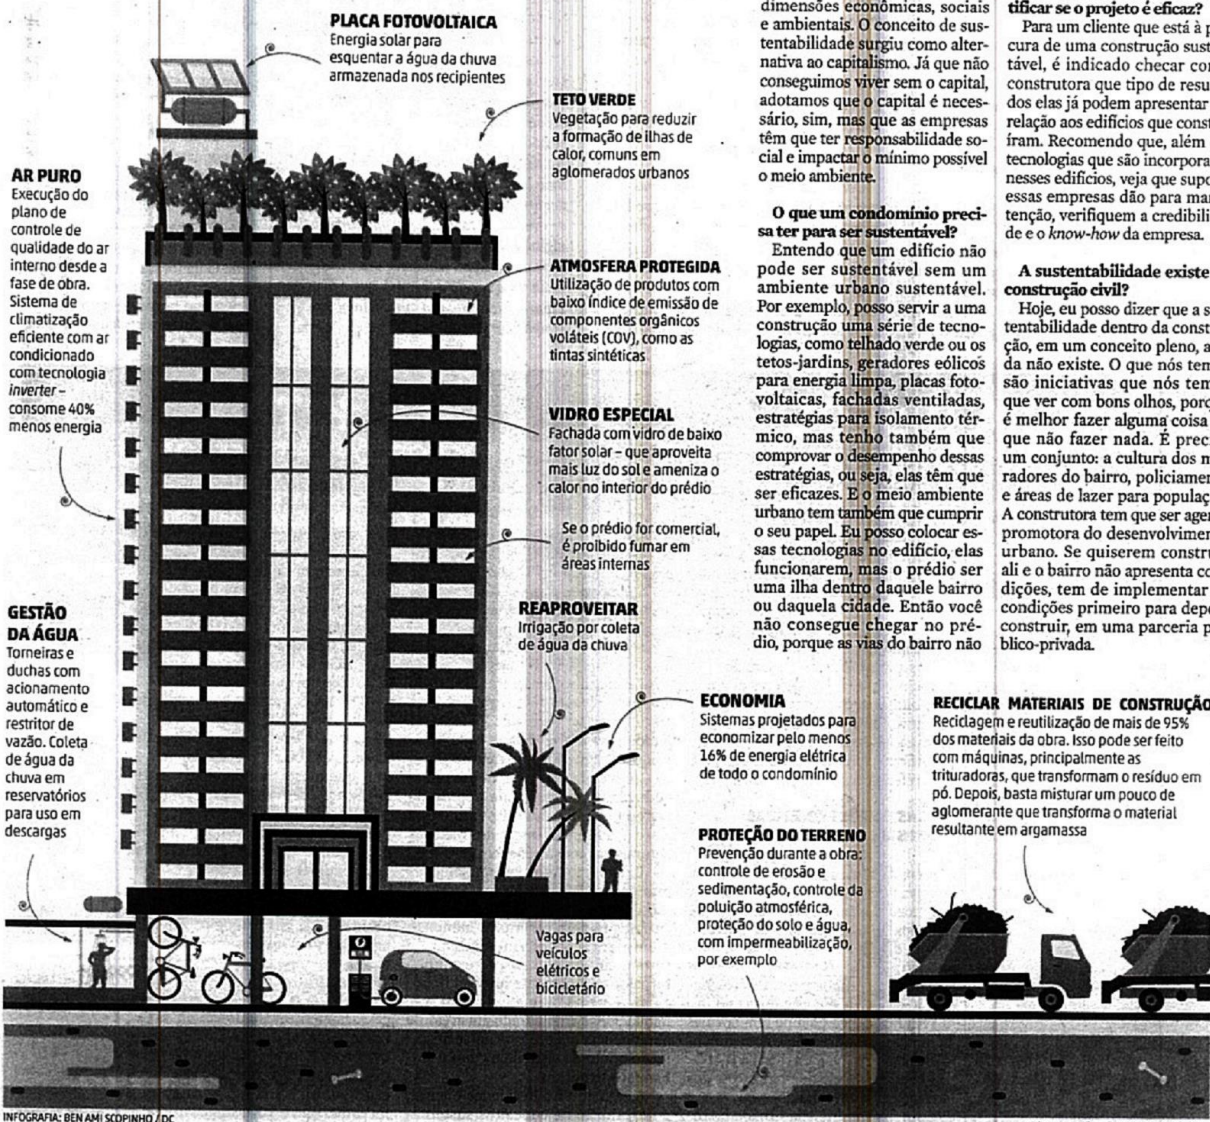 PLACA FOTOVOLTAICA
Energia solar para
esquentar a água da chuva
armazenada nos recipientes
TETO VERDE
Vegetação para reduzir
a formação de ilhas de
calor, comuns em
aglomerados urbanos
AR PURO
Execução do
plano de
controle de
qualidade do ar
interno desde a
fase de obra.
Sistema de
climatização
eficiente com ar
condicionado
com tecnologia
inverter –
consome 40%
menos energia
ATMOSFERA PROTEGIDA
Utilização de produtos com
baixo índice de emissão de
componentes orgânicos
voláteis (COV), como as
tintas sintéticas
VIDRO ESPECIAL
Fachada com vidro de baixo
fator solar – que aproveita
mais luz do sol e ameniza o
calor no interior do prédio
Se o prédio for comercial,
é proibido fumar em
áreas internas
GESTÃO
DA ÁGUA
Torneiras e
duchas com
acionamento
automático e
restritor de
vazão. Coleta
de água da
chuva em
reservatórios
para uso em
descargas
REAPROVEITAR
Irrigação por coleta
de água da chuva
dimensões econômicas, sociais
e ambientais. O conceito de sus-
tentabilidade surgiu como alter-
nativa ao capitalismo. Já que não
conseguimos viver sem o capital,
adotamos que o capital é neces-
sário, sim, mas que as empresas
têm que ter responsabilidade so-
cial e impactar o mínimo possível
o meio ambiente.
O que um condomínio preci-
sa ter para ser sustentável?
Entendo que um edifício não
pode ser sustentável sem um
ambiente urbano sustentável.
Por exemplo, posso servir a uma
construção uma série de tecno-
logias, como telhado verde ou os
tetos-jardins, geradores eólicos
para energia limpa, placas foto-
voltaicas, fachadas ventiladas,
estratégias para isolamento tér-
mico, mas tenho também que
comprovar o desempenho dessas
estratégias, ou seja, elas têm que
ser eficazes. E o meio ambiente
urbano tem também que cumprir
o seu papel. Eu posso colocar es-
sas tecnologias no edifício, elas
funcionarem, mas o prédio ser
uma ilha dentro daquele bairro
ou daquela cidade. Então você
não consegue chegar no pré-
dio, porque as vias do bairro não
tificar se o projeto é eficaz?
Para um cliente que está à p
cura de uma construção sust
tável, é indicado checar co
construtora que tipo de resu
dos elas já podem apresentar
relação aos edifícios que const
íram. Recomendo que, além
tecnologias que são incorpora
nesses edifícios, veja que supo
essas empresas dão para ma
tenção, verifiquem a credibili
de e o know-how da empresa.
A sustentabilidade existe
construção civil?
Hoje, eu posso dizer que a s
tentabilidade dentro da const
ção, em um conceito pleno, a
da não existe. O que nós tem
são iniciativas que nós tem
que ver com bons olhos, porq
é melhor fazer alguma coisa
que não fazer nada. É prec
um conjunto: a cultura dos m
radores do bairro, policiame
e áreas de lazer para populaç
A construtora tem que ser age
promotora do desenvolvime
urbano. Se quiserem constr
ali e o bairro não apresenta co
dições, tem de implementar
condições primeiro para depo
construir, em uma parceria p
blico-privada.
ECONOMIA
Sistemas projetados para
economizar pelo menos
16% de energia elétrica
de todo o condomínio
RECICLAR MATERIAIS DE CONSTRUÇÃO
Reciclagem e reutilização de mais de 95%
dos materiais da obra. Isso pode ser feito
com máquinas, principalmente as
trituradoras, que transformam o resíduo em
pó. Depois, basta misturar um pouco de
aglomerante que transforma o material
resultante em argamassa
PROTEÇÃO DO TERRENO
Prevenção durante a obra:
controle de erosão e
sedimentação, controle da
poluição atmosférica,
proteção do solo e água,
com impermeabilização,
por exemplo
Vagas para
veículos
elétricos e
bicicletário
INFOGRAFIA: BEN AMI SCOPINHO / DC